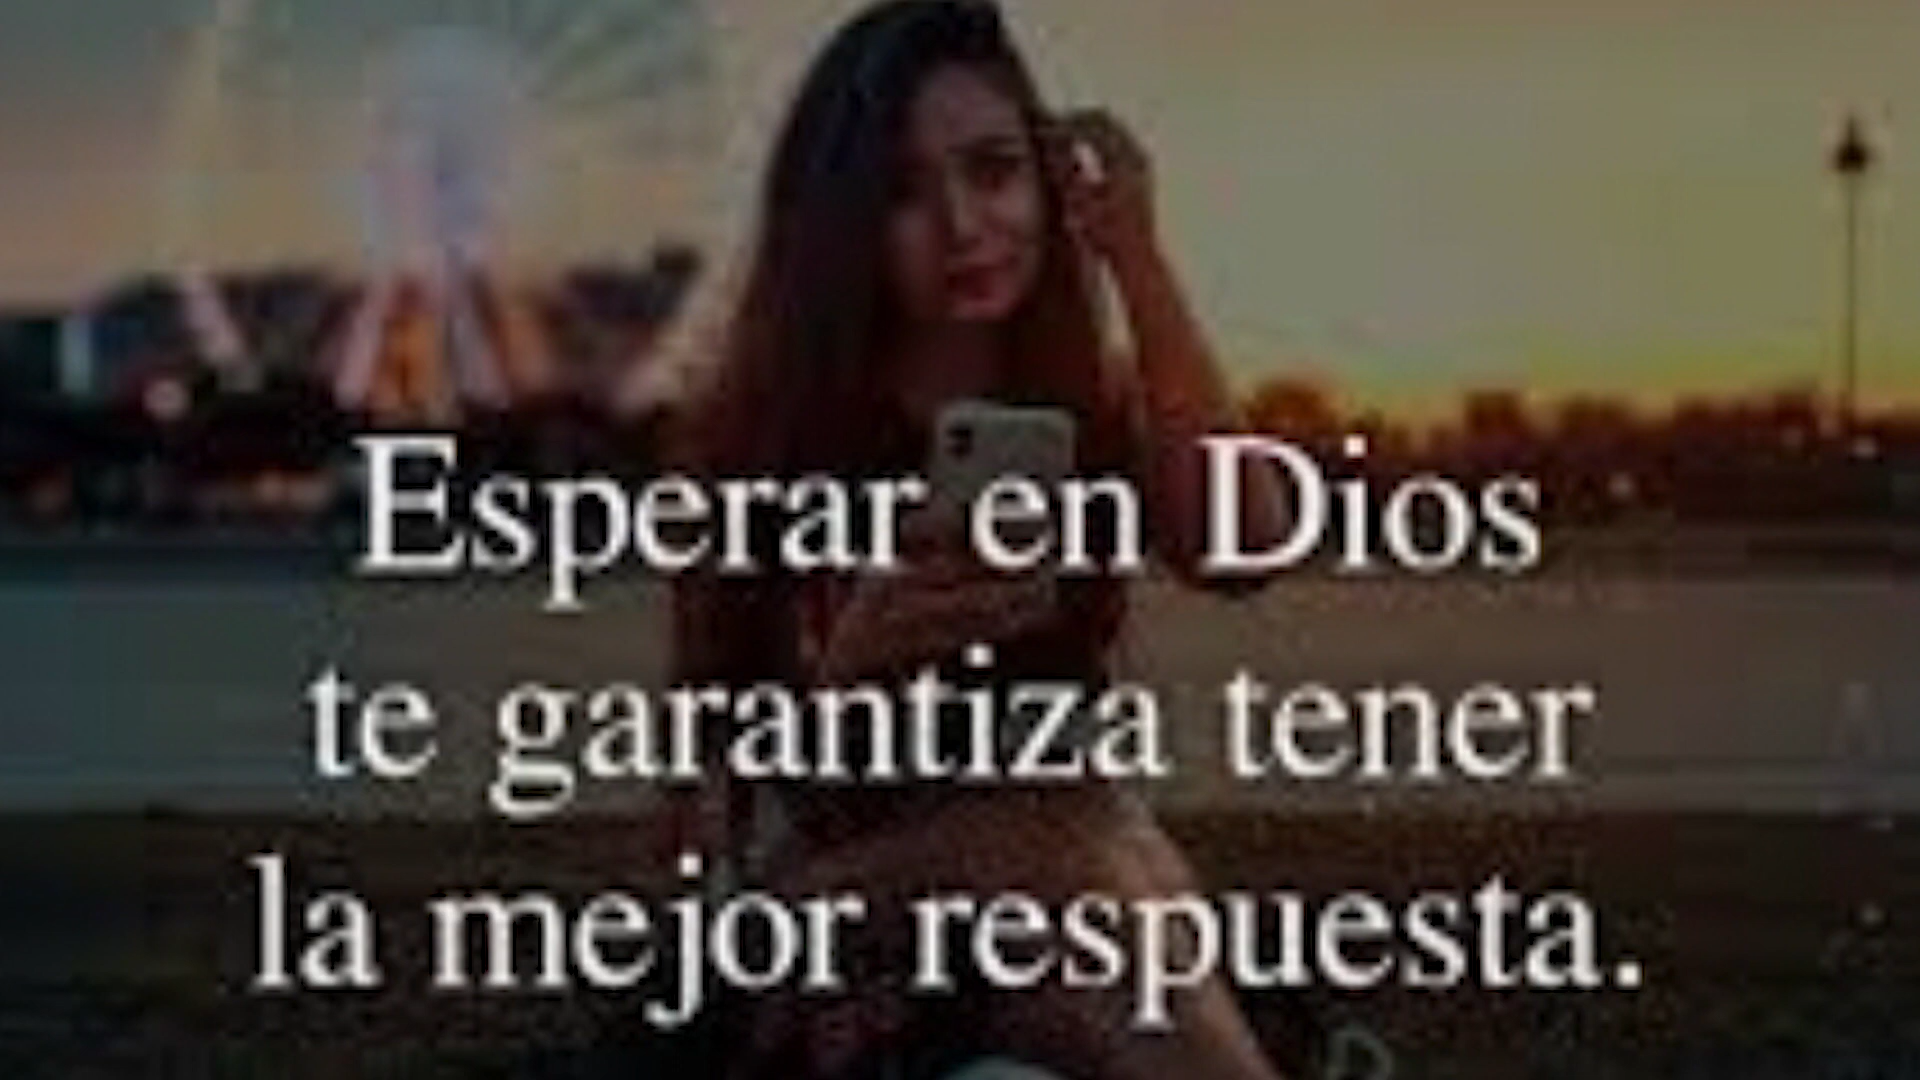 Esperar en Dios
te garantiza tener
la mejor respuesta.